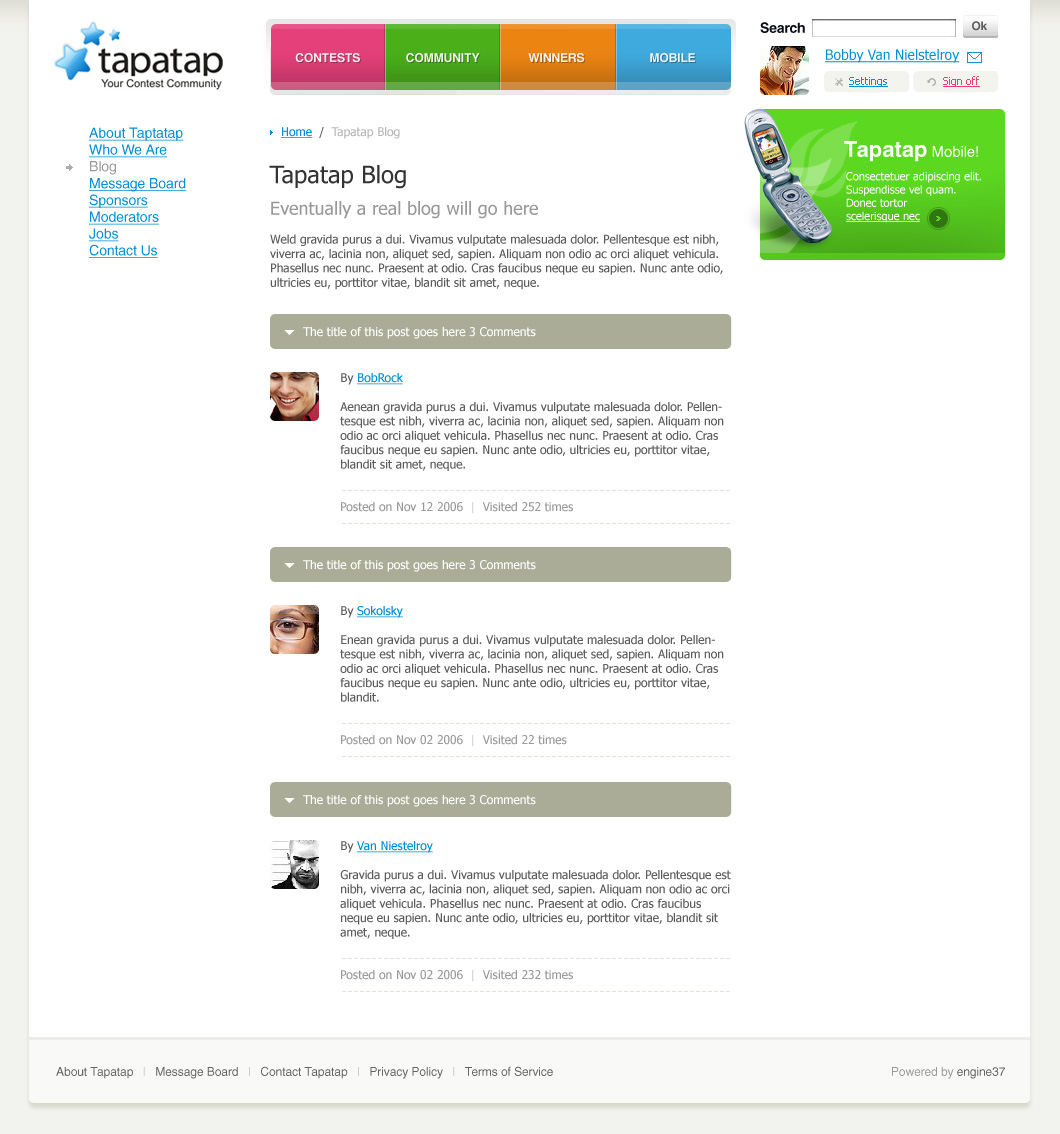 tapatap
Your Contest Community
CONTESTS
COMMUNITY
WINNERS
MOBILE
Search
Ok
Bobby Van Nielstelroy
Settings
Sign off
About Taptatap
Who We Are
Blog
Message Board
Sponsors
Moderators
Jobs
Contact Us
Home / Tapatap Blog
Tapatap Blog
Eventually a real blog will go here
Weld gravida purus a dui. Vivamus vulputate malesuada dolor. Pellentesque est nibh,
viverra ac, lacinia non, aliquet sed, sapien. Aliquam non odio ac orci aliquet vehicula.
Phasellus nec nunc. Praesent at odio. Cras faucibus neque eu sapien. Nunc ante odio,
ultricies eu, porttitor vitae, blandit sit amet, neque.
Tapatap Mobile!
Consectetuer adipiscing elit.
Suspendisse vel quam.
Donec tortor
scelerisque nec
The title of this post goes here 3 Comments
By BobRock
Aenean gravida purus a dui. Vivamus vulputate malesuada dolor. Pellen-
tesque est nibh, viverra ac, lacinia non, aliquet sed, sapien. Aliquam non
odio ac orci aliquet vehicula. Phasellus nec nunc. Praesent at odio. Cras
faucibus neque eu sapien. Nunc ante odio, ultricies eu, porttitor vitae,
blandit sit amet, neque.
Posted on Nov 12 2006 | Visited 252 times
The title of this post goes here 3 Comments
By Sokolsky
Enean gravida purus a dui. Vivamus vulputate malesuada dolor. Pellen-
tesque est nibh, viverra ac, lacinia non, aliquet sed, sapien. Aliquam non
odio ac orci aliquet vehicula. Phasellus nec nunc. Praesent at odio. Cras
faucibus neque eu sapien. Nunc ante odio, ultricies eu, porttitor vitae,
blandit.
Posted on Nov 02 2006 | Visited 22 times
The title of this post goes here 3 Comments
By Van Niestelroy
Gravida purus a dui. Vivamus vulputate malesuada dolor. Pellentesque est
nibh, viverra ac, lacinia non, aliquet sed, sapien. Aliquam non odio ac orci
aliquet vehicula. Phasellus nec nunc. Praesent at odio. Cras faucibus
neque eu sapien. Nunc ante odio, ultricies eu, porttitor vitae, blandit sit
amet, neque.
Posted on Nov 02 2006 | Visited 232 times
About Tapatap | Message Board | Contact Tapatap | Privacy Policy | Terms of Service
Powered by engine37